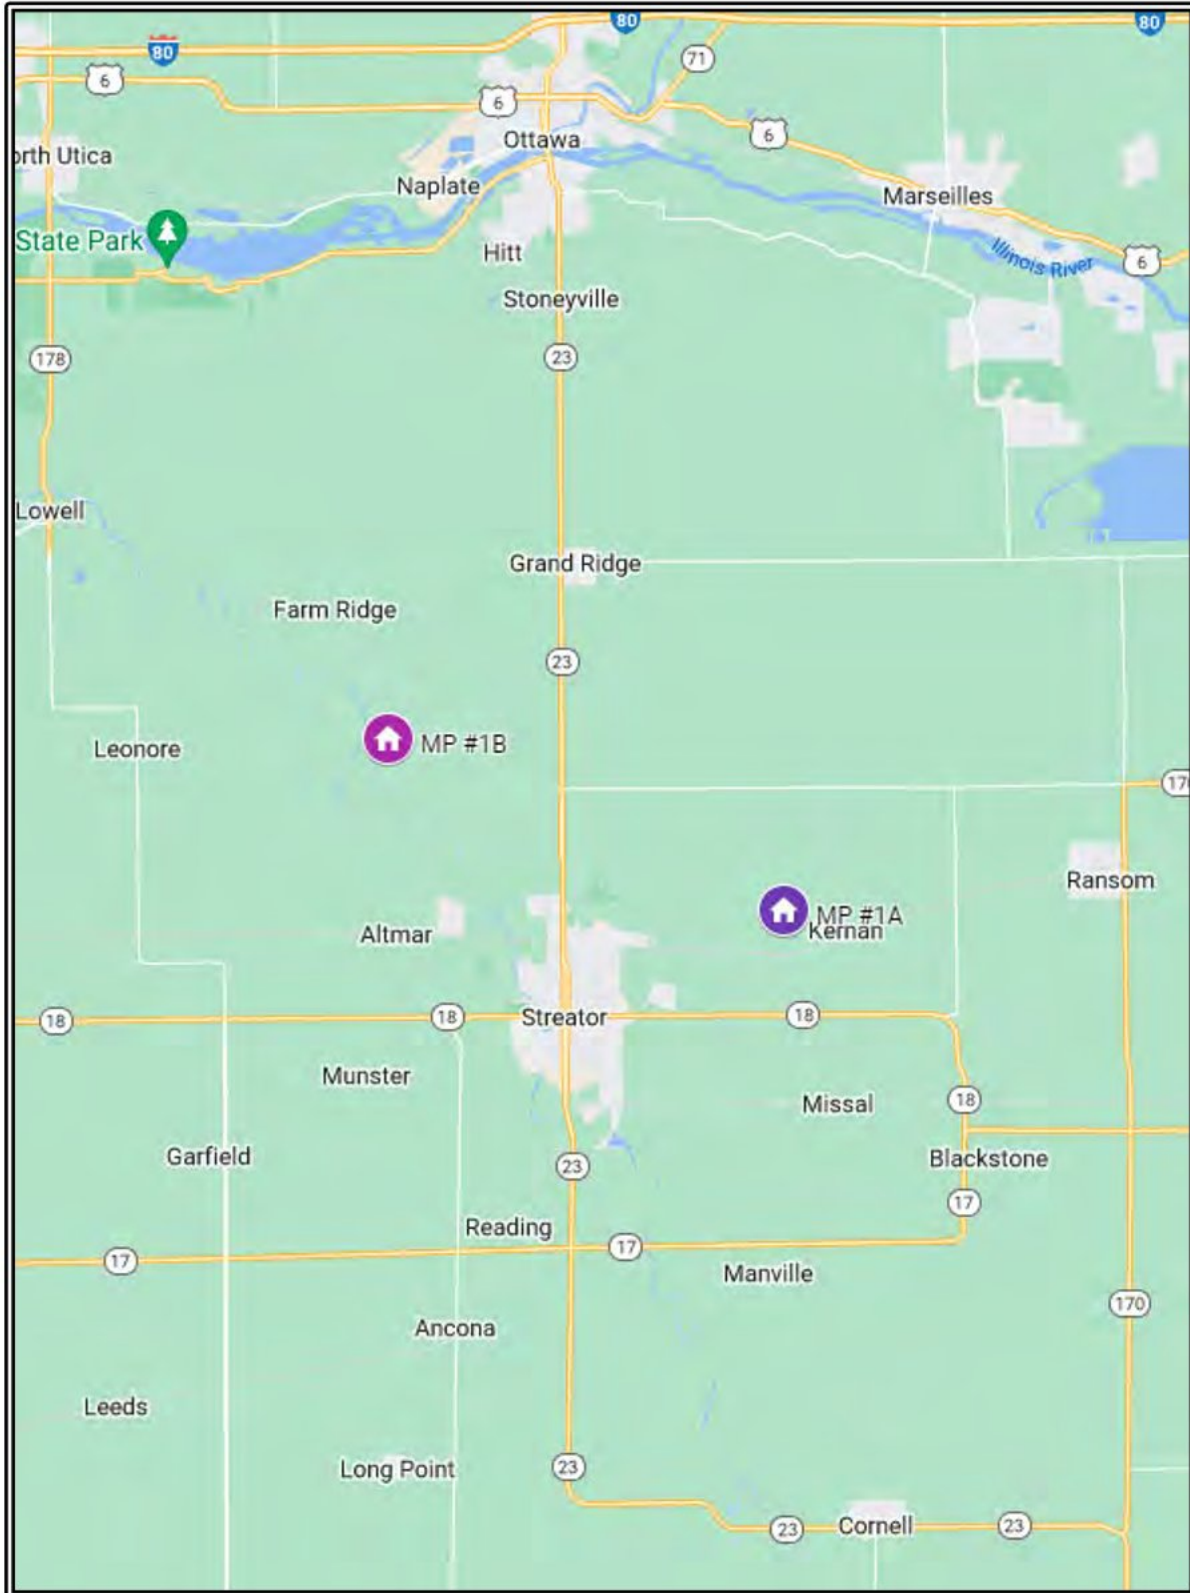 80
80
80
6
71
6
Ottawa
6
orth Utica
Naplate
Marseilles
State Park
Hitt
Illinois River
6
Stoneyville
178
23
Lowell
Grand Ridge
Farm Ridge
23
Leonore
MP #1B
170
Ransom
MP #1A
Kernan
Altmar
18
18
Streator
18
Munster
Missal
18
Garfield
Blackstone
23
17
Reading
17
17
Manville
170
Ancona
Leeds
Long Point
23
23
Cornell
23